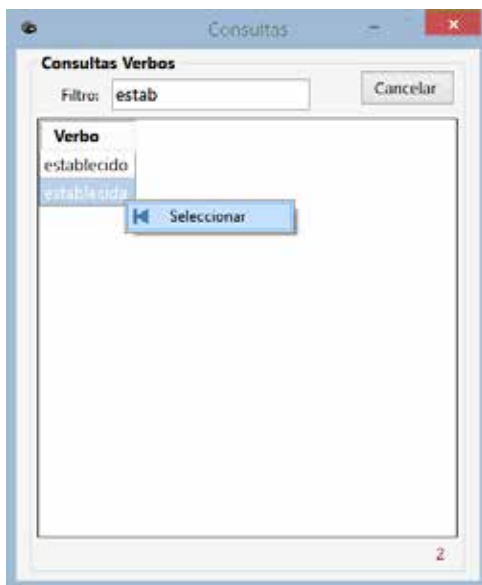 Consultas
Consultas Verbos
Filtro: estab
Cancelar
Verbo
establecido
establecida
Seleccionar
2